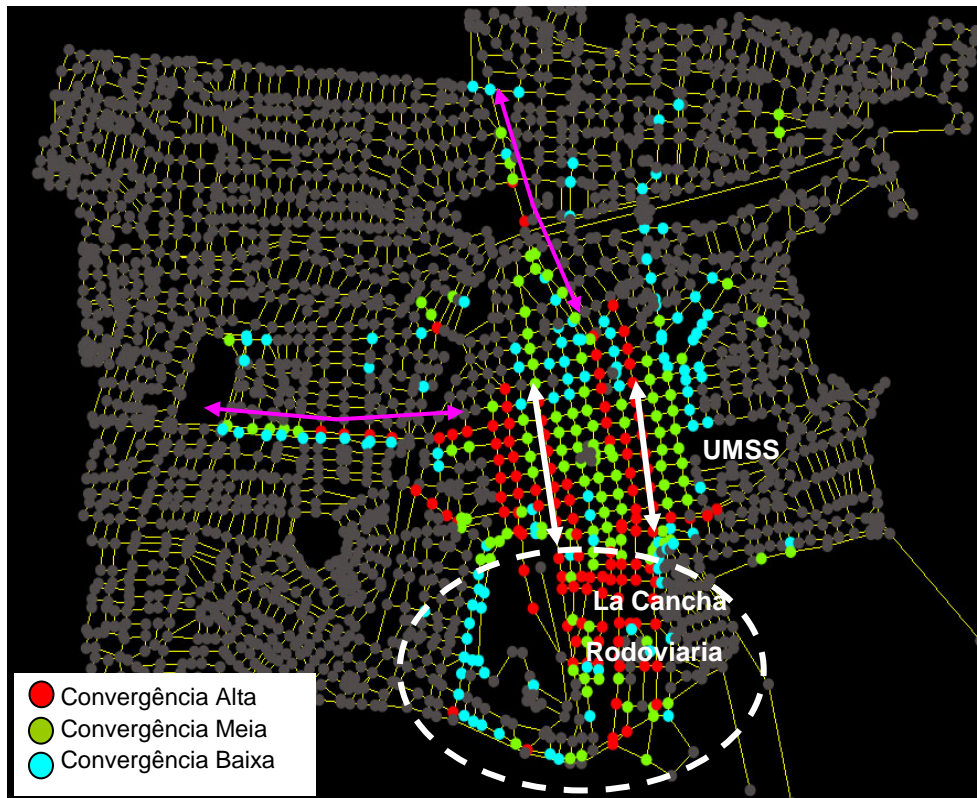 UMSS
La Cancha
Rodoviaria
Convergência Alta
Convergência Meia
Convergência Baixa